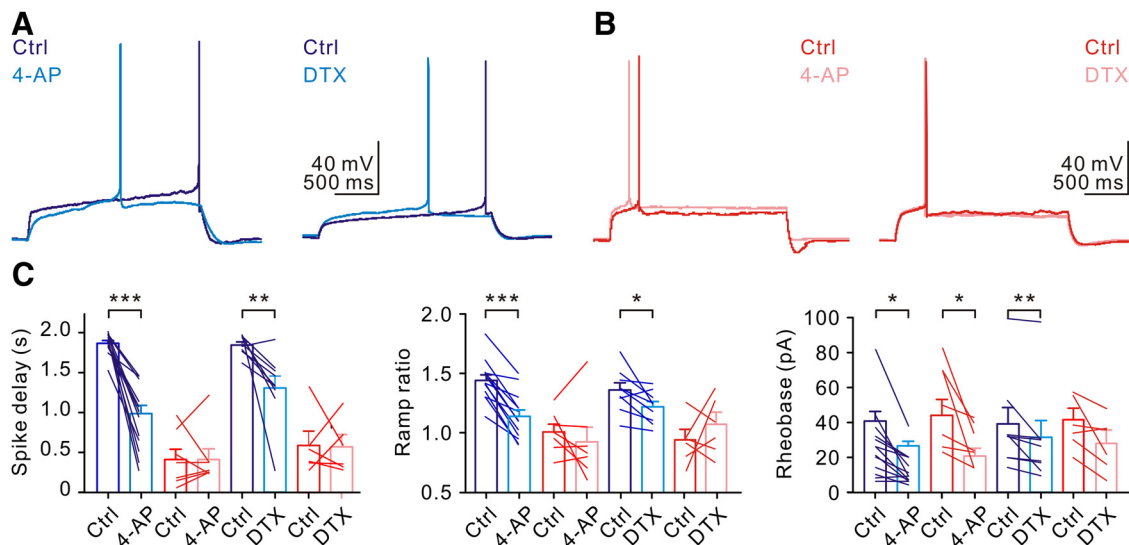 A
Ctrl
4-AP
Ctrl
DTX
40 mV
500 ms
B
Ctrl
4-AP
Ctrl
DTX
40 mV
500 ms
C
Spike delay (s)
2.0
1.5
1.0
0.5
0
***
**
Ctrl
4-AP
Ctrl
4-AP
Ctrl
DTX
Ctrl
DTX
Ramp ratio
2.0
1.5
1.0
0.5
***
*
Ctrl
4-AP
Ctrl
4-AP
Ctrl
DTX
Ctrl
DTX
Rheobase (pA)
100
80
60
40
20
0
*
*
**
Ctrl
4-AP
Ctrl
4-AP
Ctrl
DTX
Ctrl
DTX